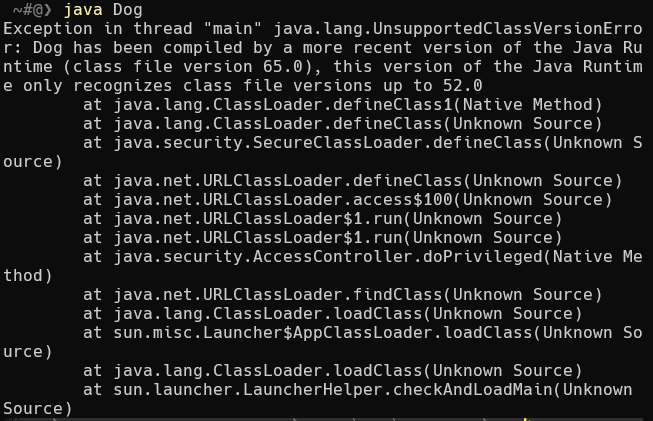 ~#@❯ java Dog
Exception in thread "main" java.lang.UnsupportedClassVersionErro
r: Dog has been compiled by a more recent version of the Java Ru
ntime (class file version 65.0), this version of the Java Runtim
e only recognizes class file versions up to 52.0
        at java.lang.ClassLoader.defineClass1(Native Method)
        at java.lang.ClassLoader.defineClass(Unknown Source)
        at java.security.SecureClassLoader.defineClass(Unknown S
ource)
        at java.net.URLClassLoader.defineClass(Unknown Source)
        at java.net.URLClassLoader.access$100(Unknown Source)
        at java.net.URLClassLoader$1.run(Unknown Source)
        at java.net.URLClassLoader$1.run(Unknown Source)
        at java.security.AccessController.doPrivileged(Native Me
thod)
        at java.net.URLClassLoader.findClass(Unknown Source)
        at java.lang.ClassLoader.loadClass(Unknown Source)
        at sun.misc.Launcher$AppClassLoader.loadClass(Unknown So
urce)
        at java.lang.ClassLoader.loadClass(Unknown Source)
        at sun.launcher.LauncherHelper.checkAndLoadMain(Unknown
Source)